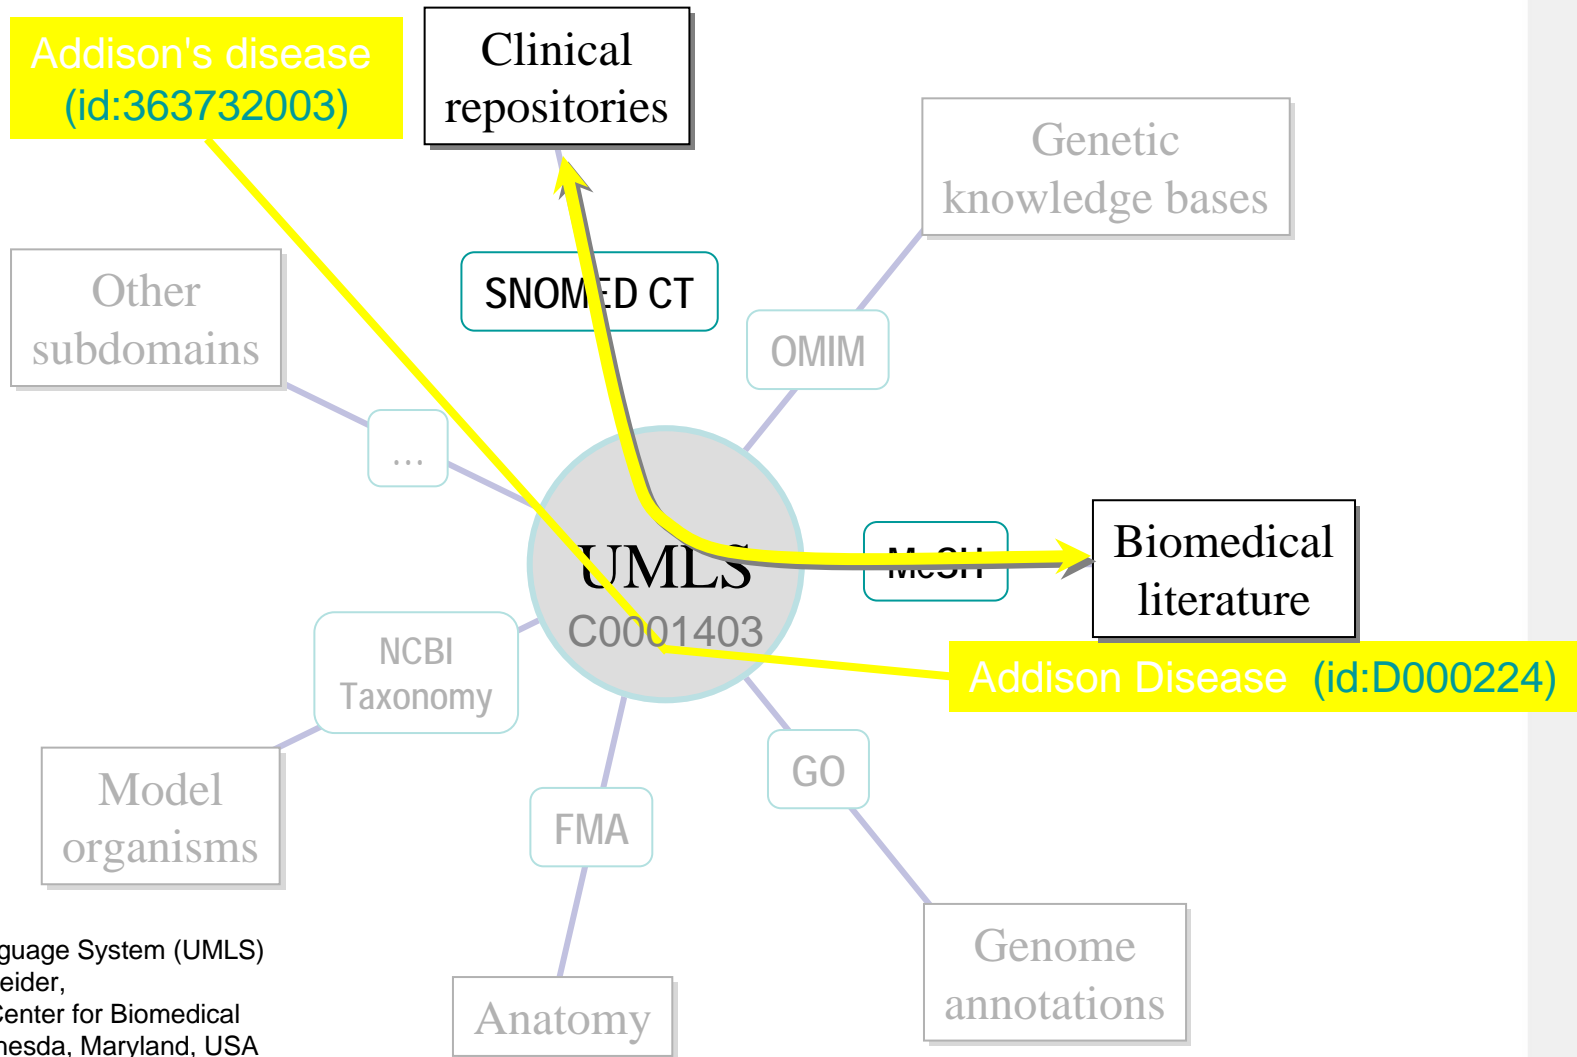 Addison's disease
(id:363732003)
Clinical
repositories
Genetic
knowledge bases
Other
subdomains
SNOMED CT
OMIM
...
UMLS
C0001403
MeSH
Biomedical
literature
Addison Disease (id:D000224)
NCBI
Taxonomy
Model
organisms
FMA
GO
Anatomy
Genome
annotations
guage System (UMLS)
eider,
Center for Biomedical
hesda, Maryland, USA